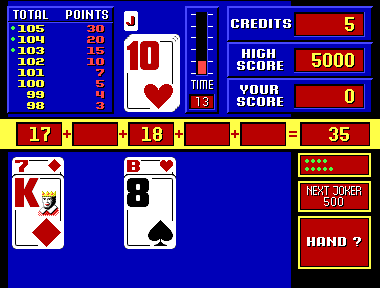 TOTAL POINTS
105 30
104 20
103 15
102 10
101 7
100 5
99 4
98 3
J
10
TIME
13
CREDITS 5
HIGH SCORE 5000
YOUR SCORE 0
17 + + 18 + + = 35
7
K
B
8
NEXT JOKER
500
HAND ?